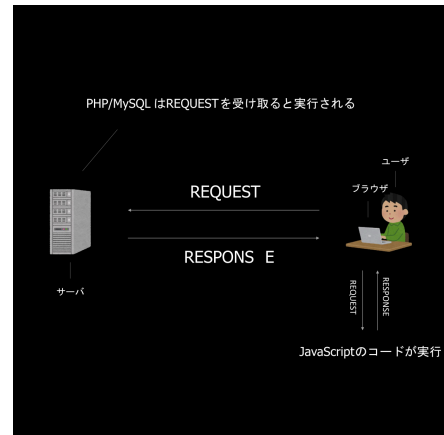 PHP/MySQL はREQUESTを受け取ると実行される
ユーザ
ブラウザ
REQUEST
RESPONS E
サーバ
REQUEST
RESPONSE
JavaScriptのコードが実行